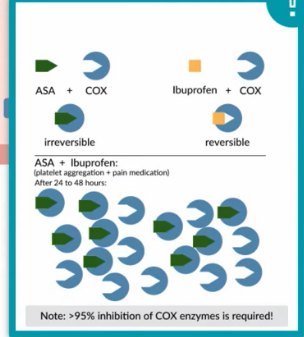 ASA + COX
Ibuprofen + COX
irreversible
reversible
ASA + Ibuprofen:
(platelet aggregation + pain medication)
After 24 to 48 hours:
Note: >95% inhibition of COX enzymes is required!